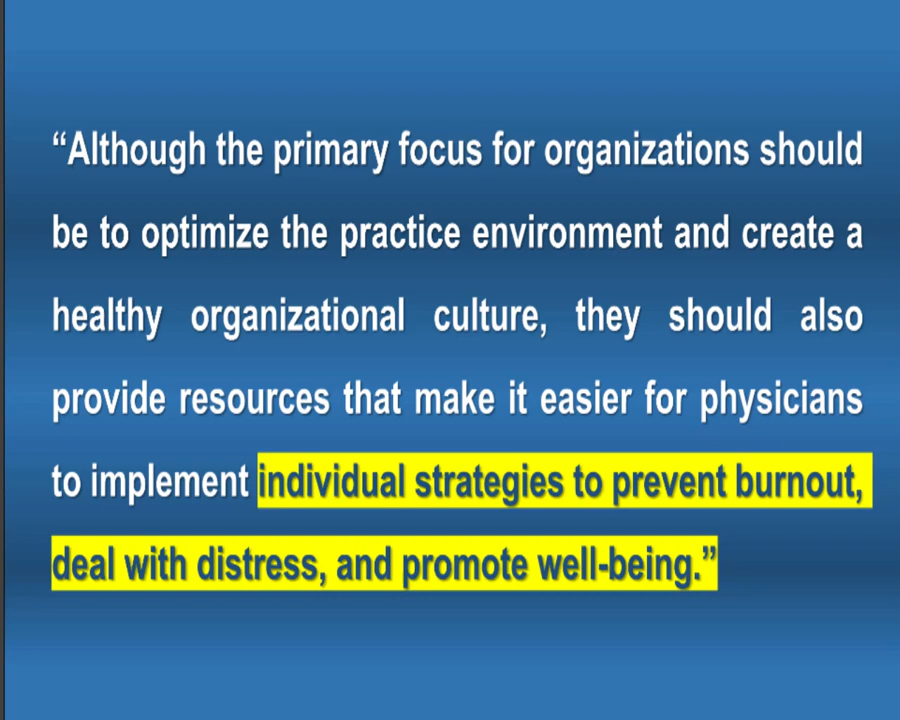 “Although the primary focus for organizations should
be to optimize the practice environment and create a
healthy organizational culture, they should also
provide resources that make it easier for physicians
to implement individual strategies to prevent burnout,
deal with distress, and promote well-being.”